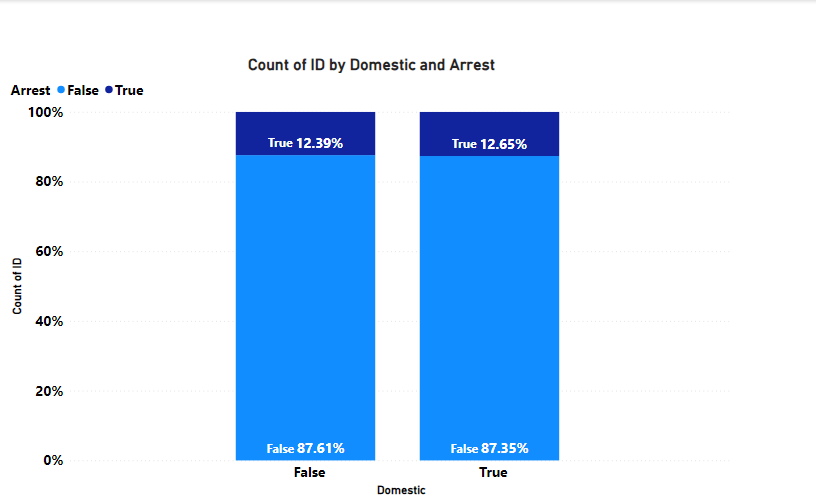 Count of ID by Domestic and Arrest
Arrest False True
100%
80%
60%
40%
20%
0%
Count of ID
True 12.39%
True 12.65%
False 87.61%
False 87.35%
False
True
Domestic